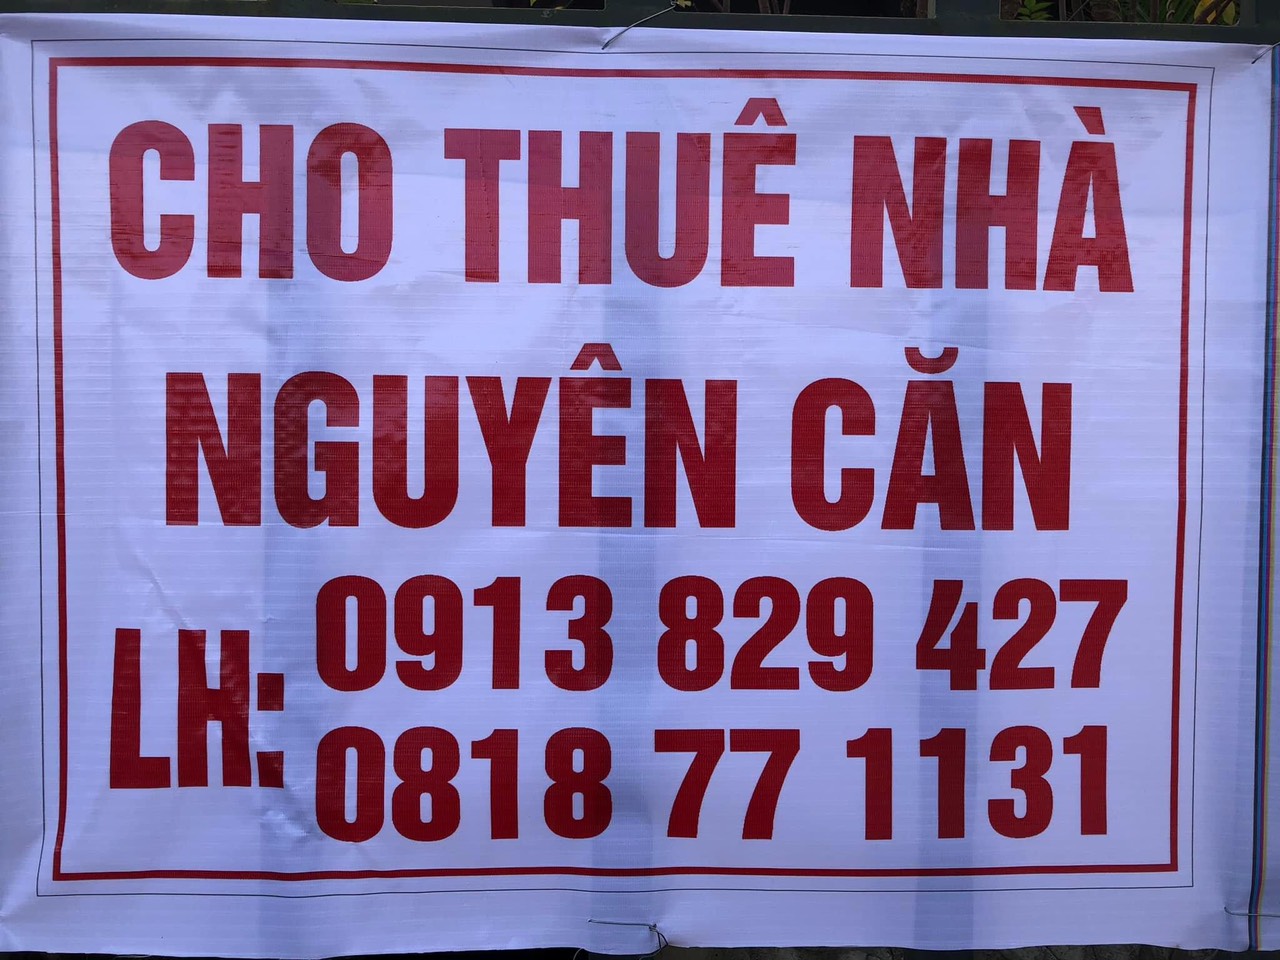 CHO THUÊ NHÀ
NGUYÊN CĂN
LH: 0913 829 427
0818 77 1131